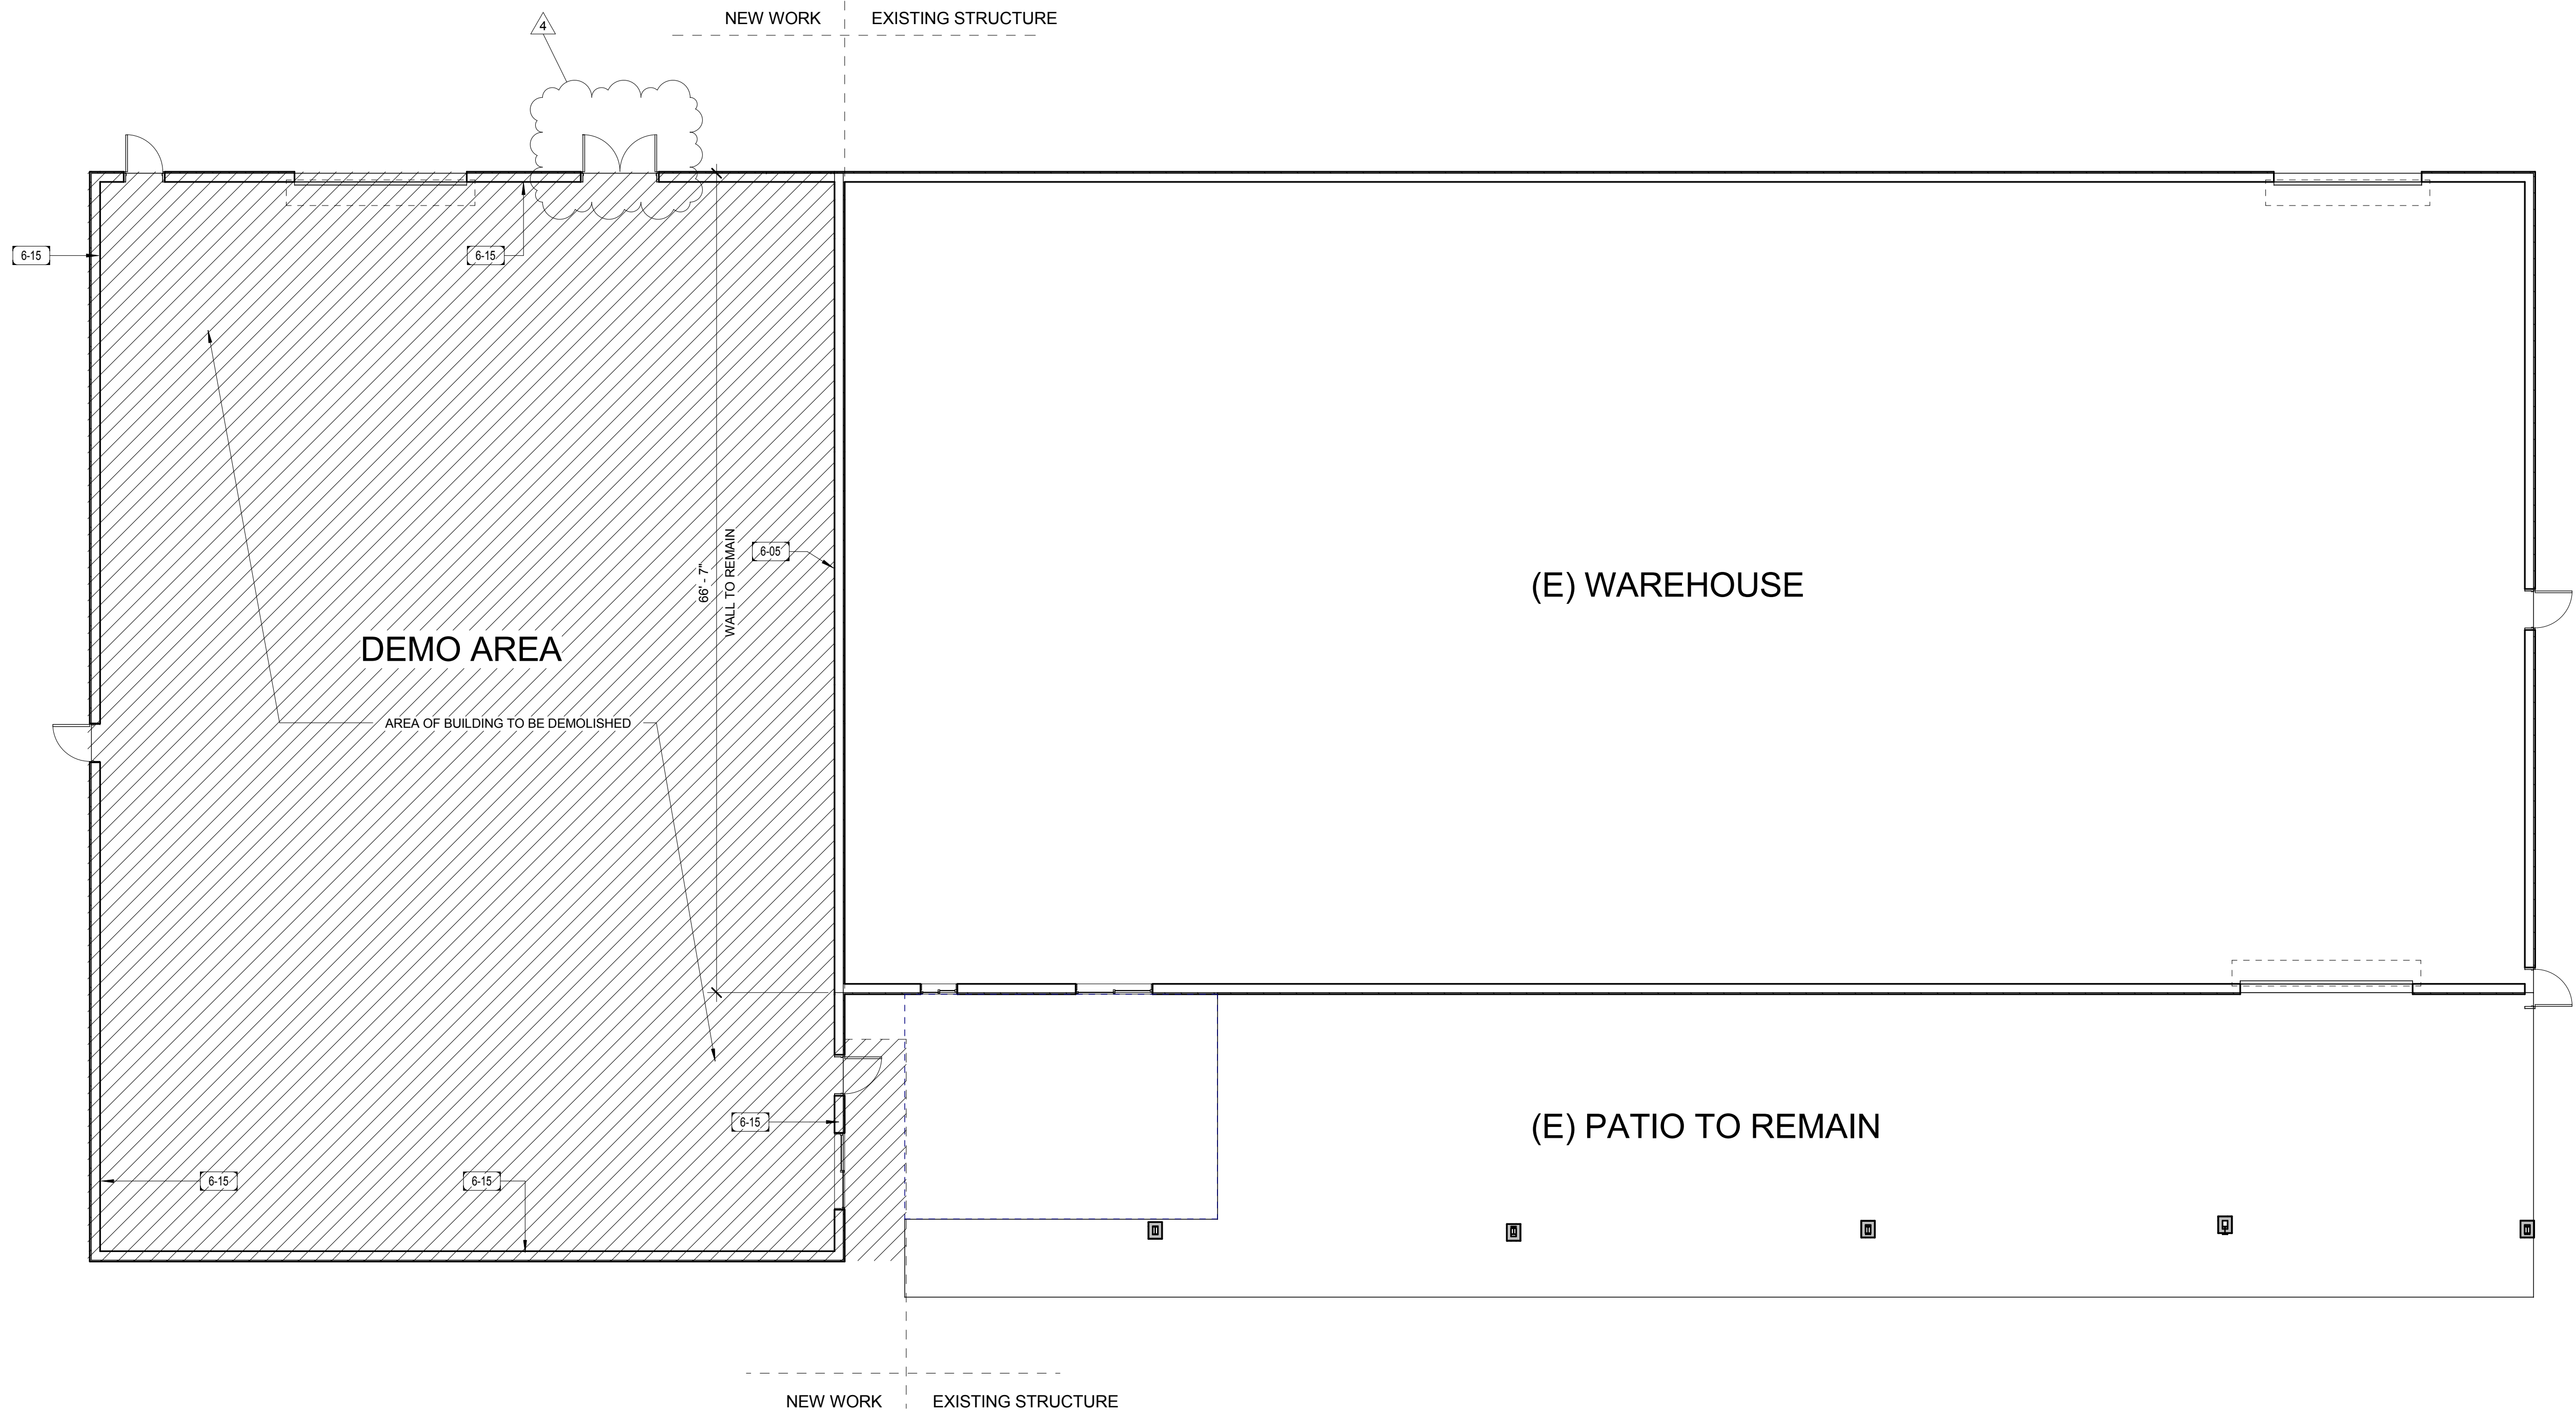 NEW WORK
EXISTING STRUCTURE
4
6-15
6-15
66' - 7"
WALL TO REMAIN
6-05
(E) WAREHOUSE
DEMO AREA
AREA OF BUILDING TO BE DEMOLISHED
6-15
(E) PATIO TO REMAIN
6-15
6-15
NEW WORK
EXISTING STRUCTURE